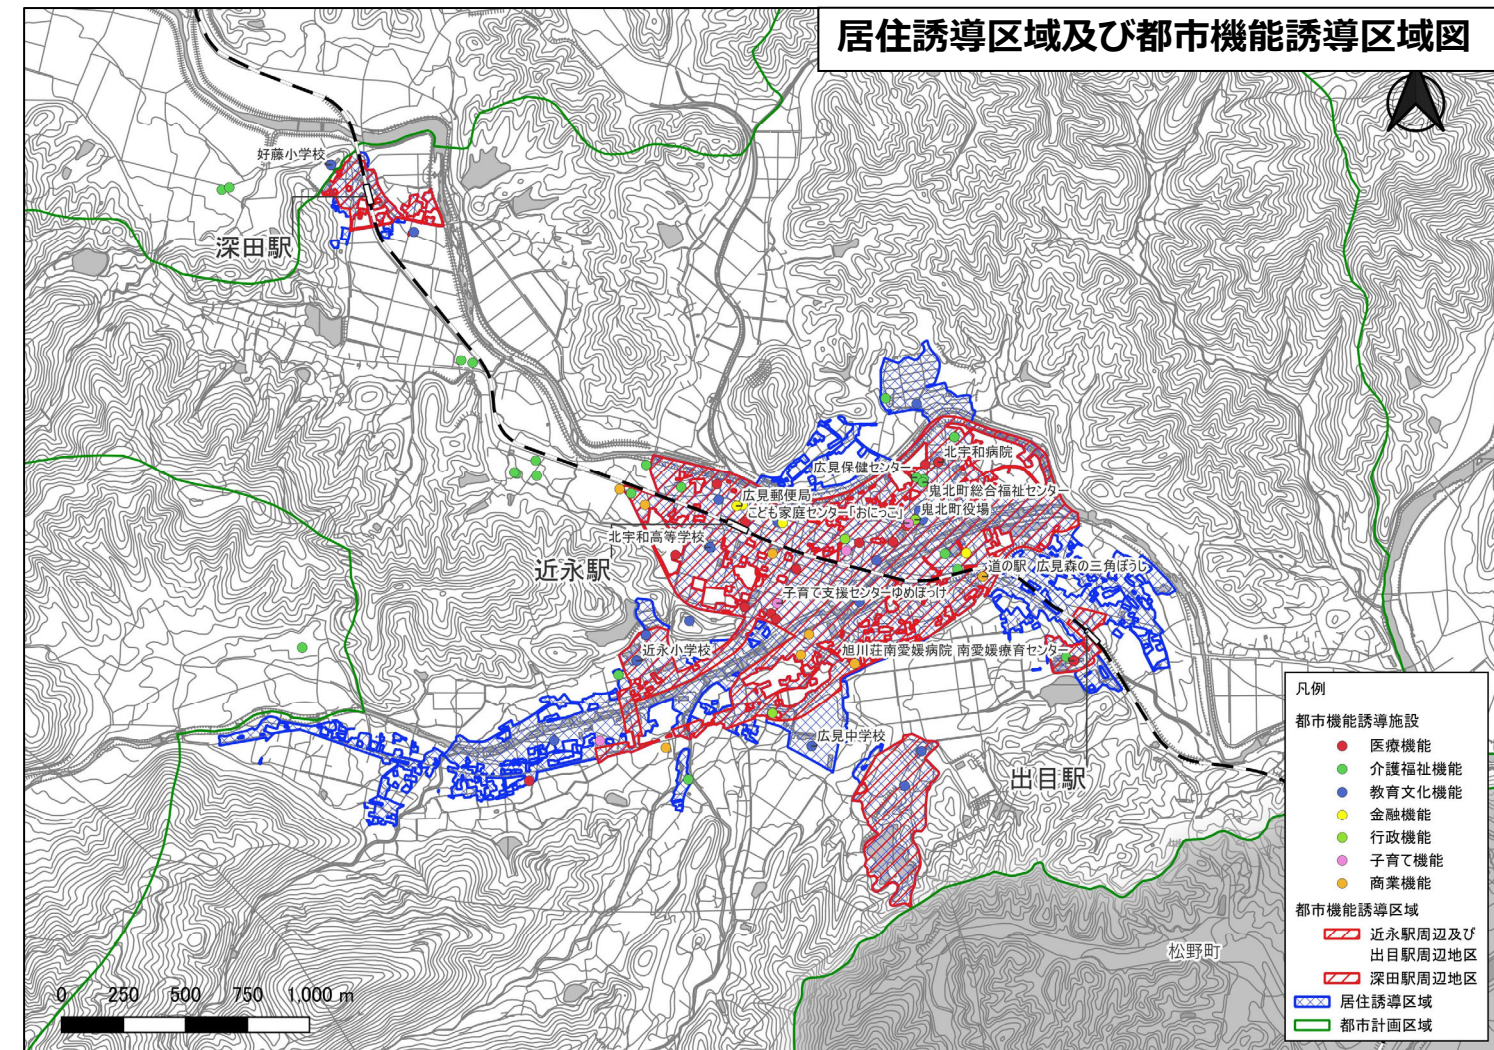 居住誘導区域及び都市機能誘導区域図
好藤小学校
深田駅
北宇和病院
広見保健センター
鬼北町総合福祉センター
広見郵便局
こども家庭センター「おにっこ」
鬼北町役場
北宇和高等学校
近永駅
道の駅 広見森の三角ぼうし
子育て支援センターゆめぽっけ
近永小学校
旭川荘南愛媛病院 南愛媛療育センター
広見中学校
出目駅
松野町
凡例
都市機能誘導施設
医療機能
介護福祉機能
教育文化機能
金融機能
行政機能
子育て機能
商業機能
都市機能誘導区域
近永駅周辺及び
出目駅周辺地区
深田駅周辺地区
居住誘導区域
都市計画区域
0 250 500 750 1,000 m